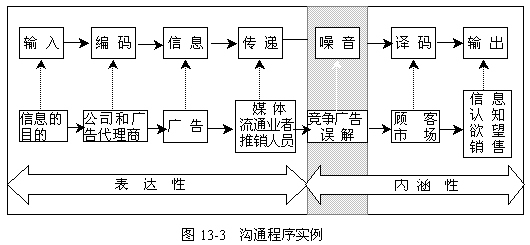 输入 编码 信息 传递 噪音 译码 输出
信息的目的 公司和广告代理商 广告 媒体流通业者推销人员 竞争广告误解 顾客市场 信息认知欲望销售
表达性 内涵性
图 13-3 沟通程序实例